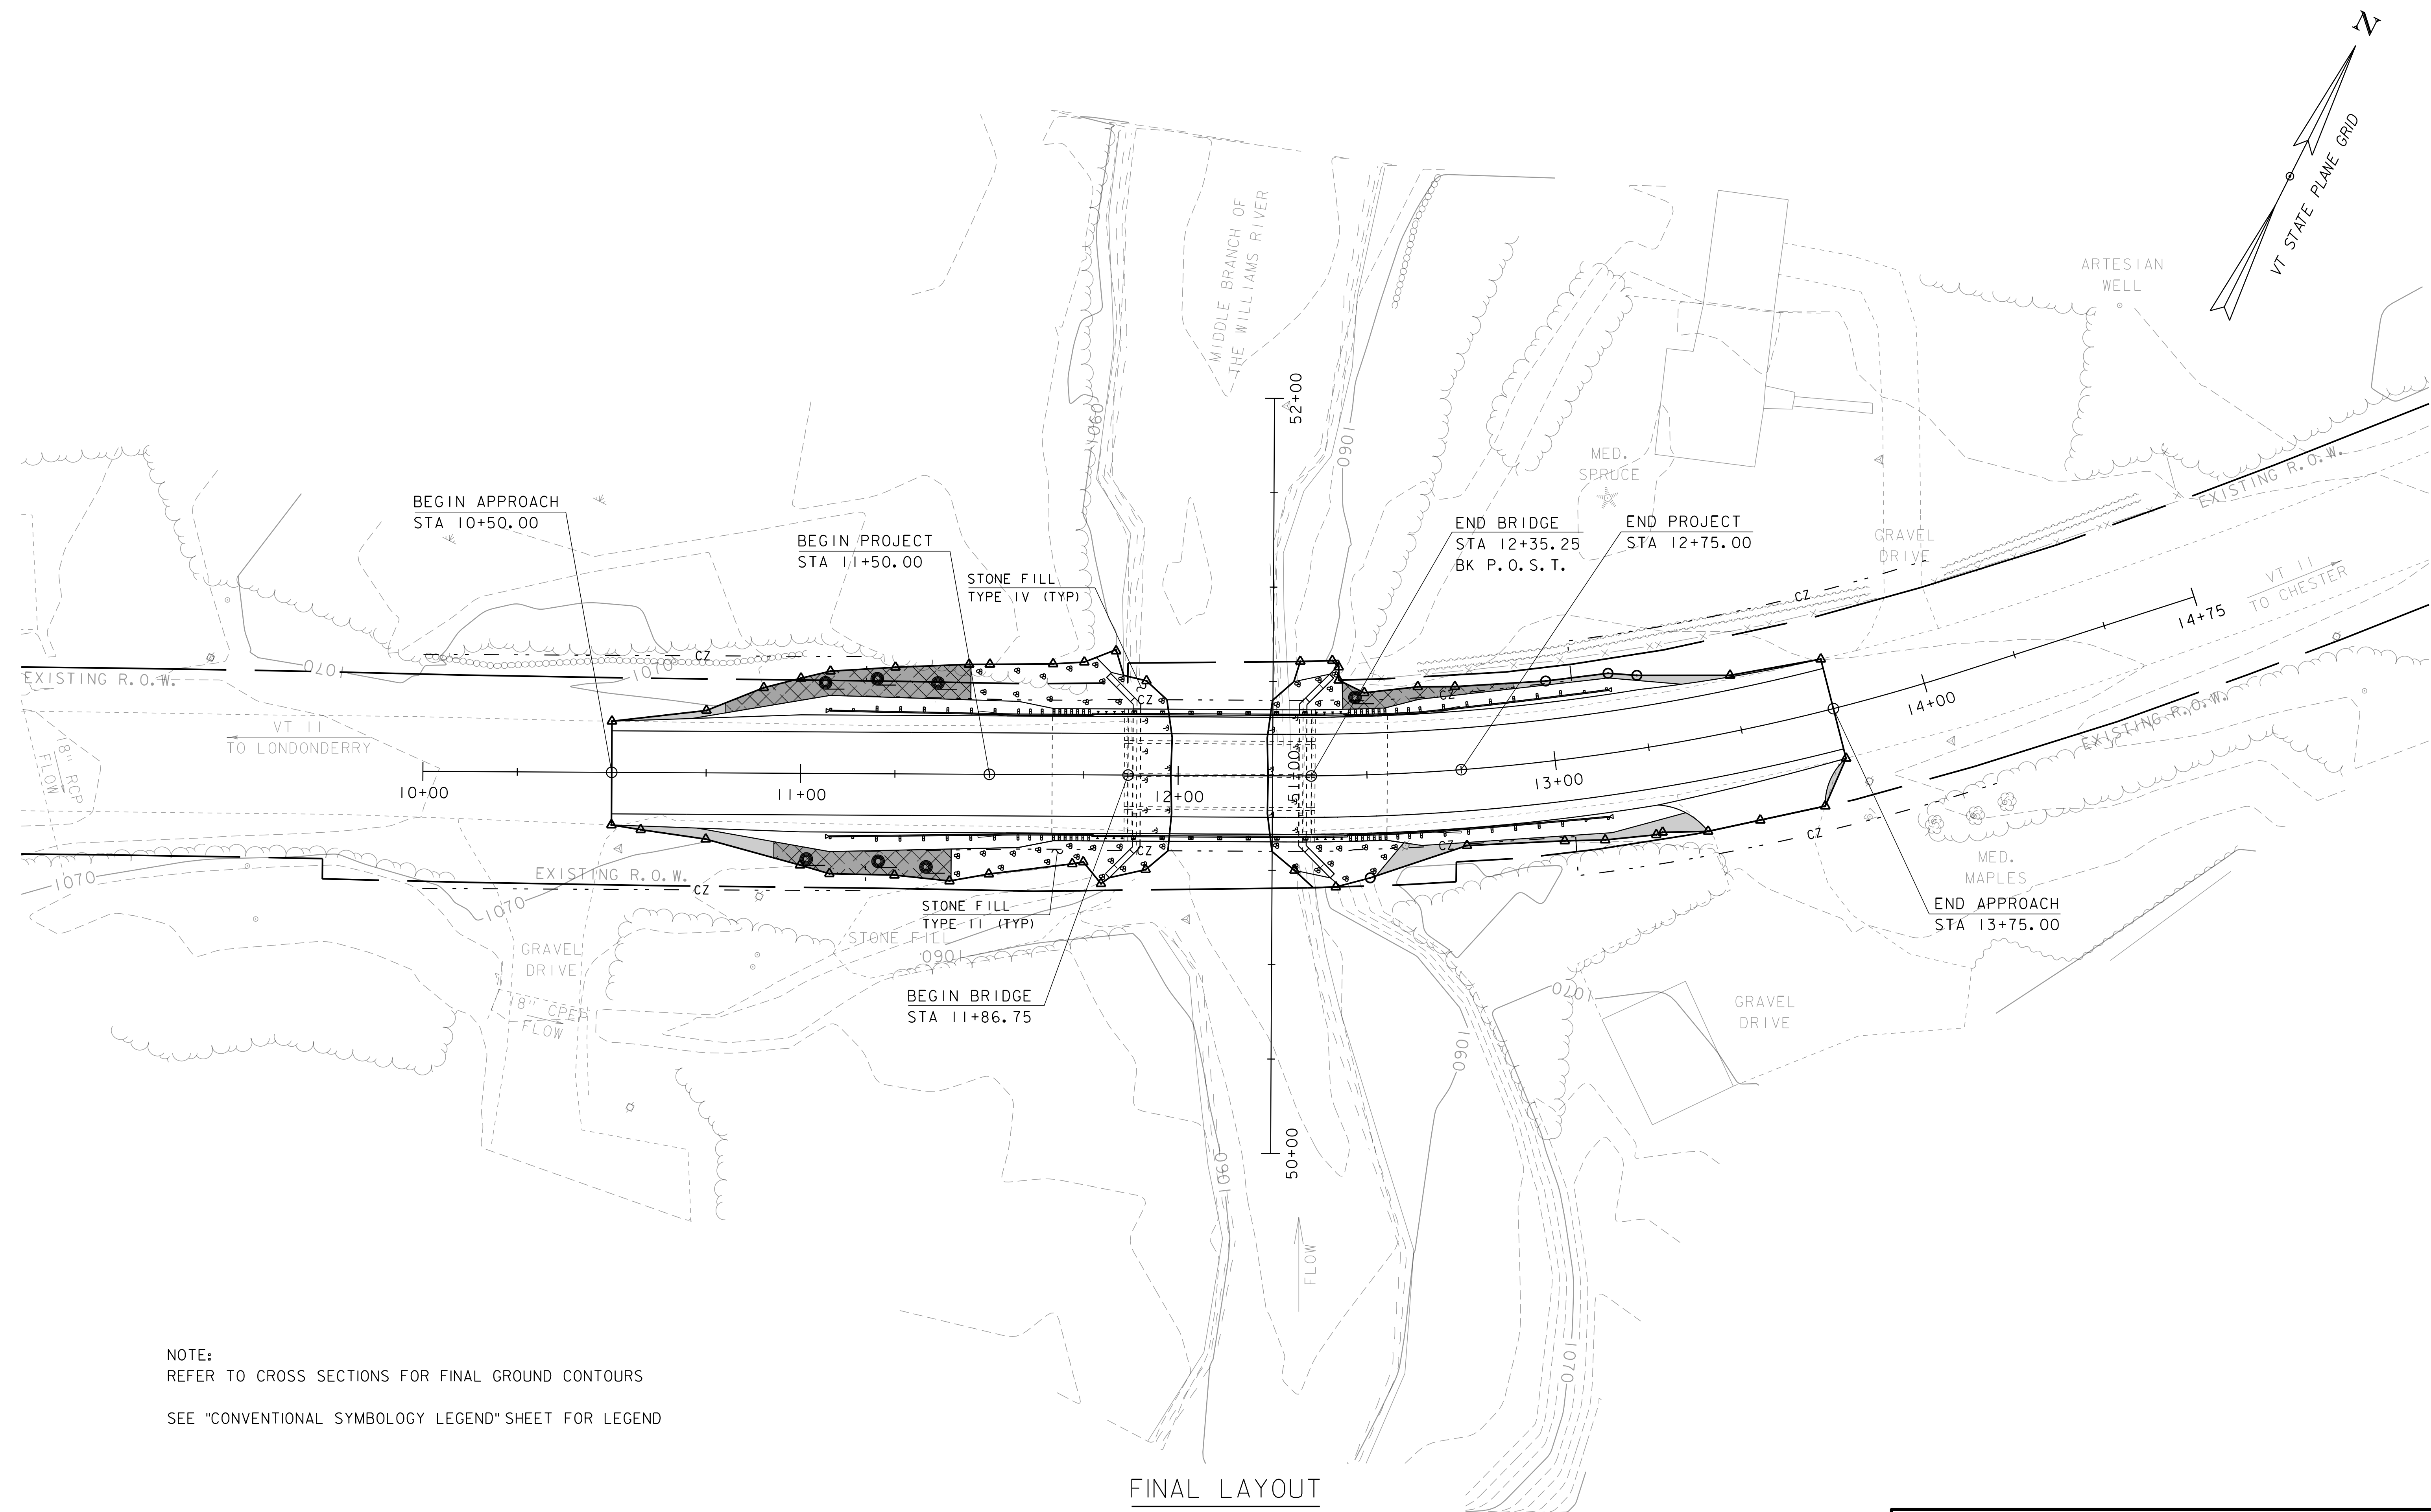 N
VT STATE PLANE GRID
MIDDLE BRANCH OF
THE WILLIAMS RIVER
ARTESIAN
WELL
52+00
1060
1060
MED.
SPRUCE
EXISTING R.O.W.
BEGIN APPROACH
STA 10+50.00
BEGIN PROJECT
STA 11+50.00
STONE FILL
TYPE IV (TYP)
END BRIDGE
STA 12+35.25
BK P.O.S.T.
END PROJECT
STA 12+75.00
GRAVEL
DRIVE
VT 11
TO CHESTER
CZ
14+75
1070
1070
CZ
EXISTING R.O.W.
CZ
CZ
14+00
EXISTING R.O.W.
VT 11
TO LONDONDERRY
18" RCP
FLOW
10+00
11+00
12+00
51+00
13+00
CZ
CZ
CZ
1070
1070
EXISTING R.O.W.
CZ
MED.
MAPLES
STONE FILL
TYPE II (TYP)
END APPROACH
STA 13+75.00
STONE FILL
1060
GRAVEL
DRIVE
18" CPEP
FLOW
BEGIN BRIDGE
STA 11+86.75
1070
GRAVEL
DRIVE
1060
50+00
1060
FLOW
1070
NOTE:
REFER TO CROSS SECTIONS FOR FINAL GROUND CONTOURS
SEE "CONVENTIONAL SYMBOLOGY LEGEND" SHEET FOR LEGEND
FINAL LAYOUT